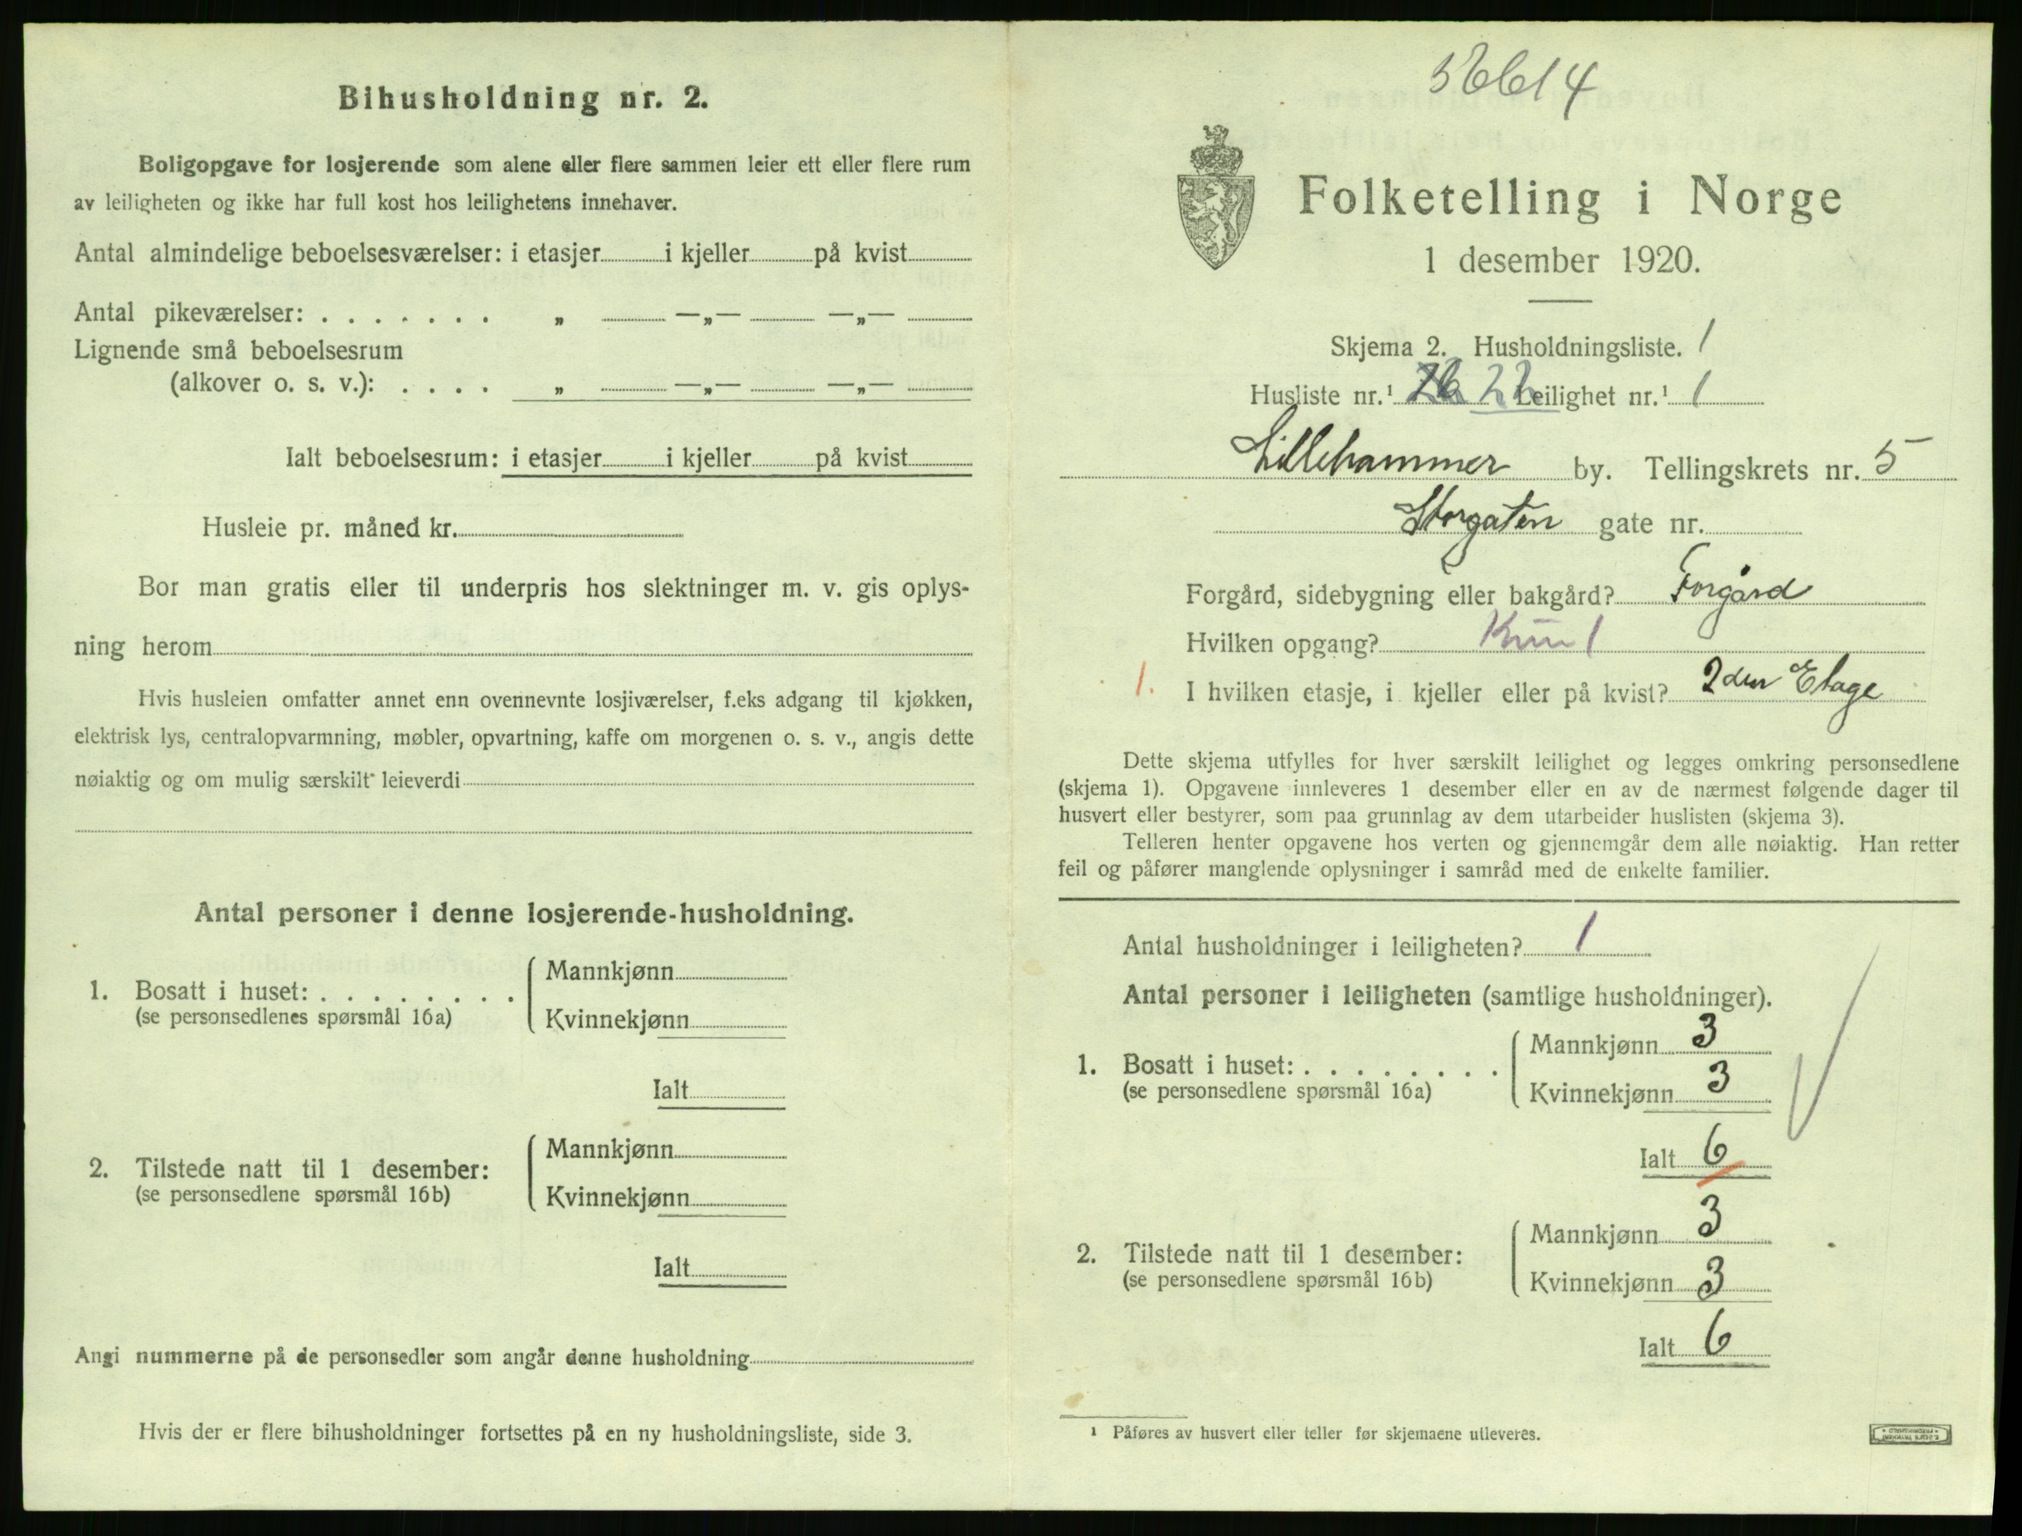 Bihusholdning nr. 2.
Boligopgave for losjerende som alene eller flere sammen leier ett eller flere rum
av leiligheten og ikke har full kost hos leilighetens innehaver.
Antal almindelige beboelsesværelser: i etasjer i kjeller på kvist
Antal pikeværelser: . . . . . . . „ —„— —„—
Lignende små beboelsesrum
(alkover o. s. v.): . . . . „ —„— —„—
Ialt beboelsesrum: i etasjer i kjeller på kvist
Husleie pr. måned kr.
Bor man gratis eller til underpris hos slektninger m. v. gis oplys-
ning herom
Hvis husleien omfatter annet enn ovennevnte losjiværelser, f.eks adgang til kjøkken,
elektrisk lys, centralopvarmning, møbler, opvartning, kaffe om morgenen o. s. v., angis dette
nøiaktig og om mulig særskilt leieverdi
Antal personer i denne losjerende-husholdning.
1. Bosatt i huset: . . . . . . . . Mannkjønn
(se personsedlenes spørsmål 16a) Kvinnekjønn
Ialt
2. Tilstede natt til 1 desember: Mannkjønn
(se personsedlene spørsmål 16b) Kvinnekjønn
Ialt
Angi nummerne på de personsedler som angår denne husholdning
Hvis der er flere bihusholdninger fortsettes på en ny husholdningsliste, side 3.
Folketelling i Norge
1 desember 1920.
Skjema 2. Husholdningsliste. 1
Husliste nr.¹ 22 Leilighet nr.¹ 1
Lillehammer by. Tellingskrets nr. 5
Storgaten gate nr.
Forgård, sidebygning eller bakgård? Forgård
Hvilken opgang? Kun 1
1. I hvilken etasje, i kjeller eller på kvist? 2den Etage
Dette skjema utfylles for hver særskilt leilighet og legges omkring personsedlene
(skjema 1). Opgavene innleveres 1 desember eller en av de nærmest følgende dager til
husvert eller bestyrer, som paa grunnlag av dem utarbeider huslisten (skjema 3).
Telleren henter opgavene hos verten og gjennemgår dem alle nøiaktig. Han retter
feil og påfører manglende oplysninger i samråd med de enkelte familier.
Antal husholdninger i leiligheten? 1
Antal personer i leiligheten (samtlige husholdninger).
1. Bosatt i huset: . . . . . . . . Mannkjønn 3
(se personsedlene spørsmål 16a) Kvinnekjønn 3
Ialt 6
2. Tilstede natt til 1 desember: Mannkjønn 3
(se personsedlene spørsmål 16b) Kvinnekjønn 3
Ialt 6
¹ Påføres av husvert eller teller før skjemaene utleveres.